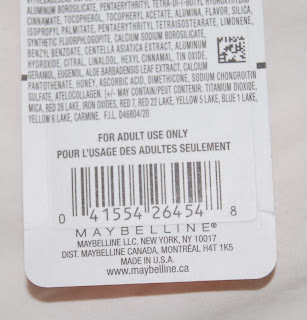 ALUMINUM BOROSILICATE, PENTAERYTHRITYL TETRA-DI-T-BUTYL
CINNAMATE, TOCOPHEROL, TOCOPHERYL ACETATE, ALUMINA, FLAVOR, SILICA,
ISOPROPYL PALMITATE, PENTAERYTHRITYL TETRAISOSTEARATE, LIMONENE,
SYNTHETIC FLUORPHLOGOPITE, CALCIUM SODIUM BOROSILICATE,
BENZYL BENZOATE, CENTELLA ASIATICA EXTRACT, ALUMINUM
HYDROXIDE, CITRAL, LINALOOL, HEXYL CINNAMAL, TIN OXIDE,
GERANIOL, EUGENOL, ALOE BARBADENSIS LEAF EXTRACT, CALCIUM
PANTOTHENATE, HONEY, ASCORBIC ACID, DIMETHICONE, SODIUM CHONDROITIN
SULFATE, ATELOCOLLAGEN, [+/- MAY CONTAIN/PEUT CONTENIR: TITANIUM DIOXIDE,
MICA, RED 28 LAKE, IRON OXIDES, RED 7, RED 22 LAKE, YELLOW 5 LAKE, BLUE 1 LAKE,
YELLOW 6 LAKE, CARMINE. F.I.L. D46804/20
FOR ADULT USE ONLY
POUR L'USAGE DES ADULTES SEULEMENT
0 41554 26454 8
MAYBELLINE®
MAYBELLINE LLC, NEW YORK, NY 10017
DIST. MAYBELLINE CANADA, MONTRÉAL H4T 1K5
MADE IN U.S.A.
www.maybelline.ca